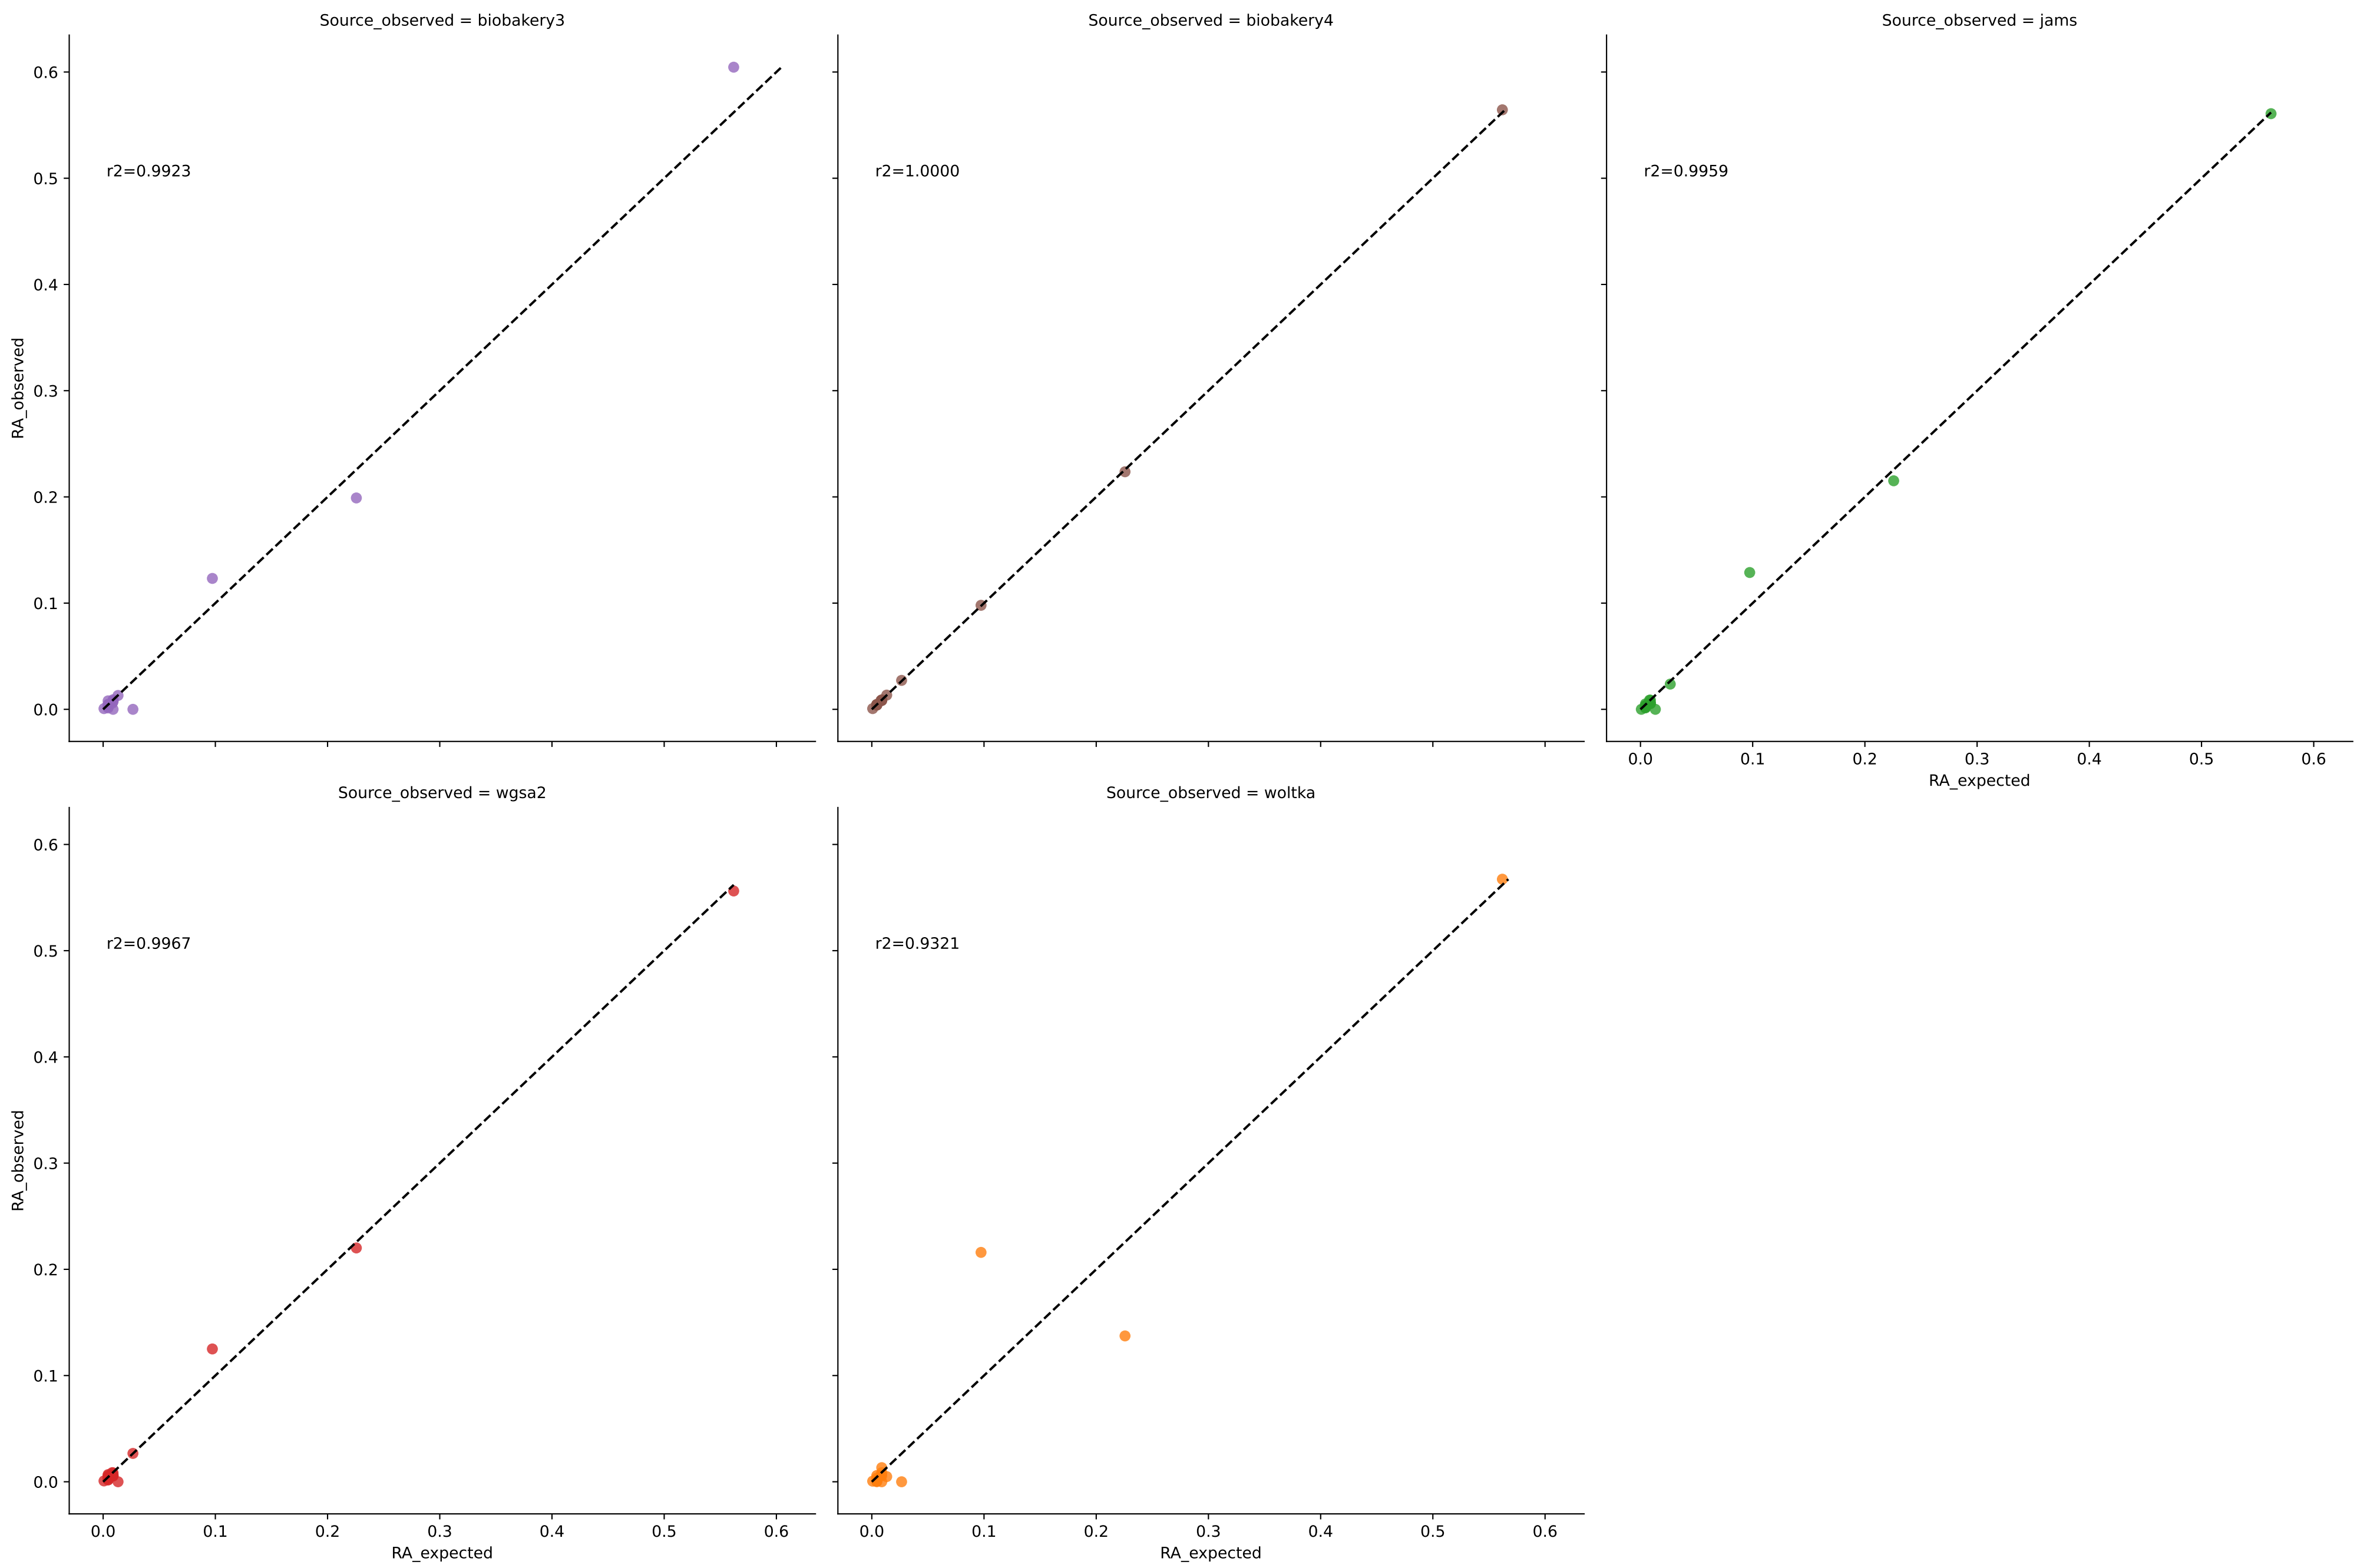 Source_observed = biobakery3
Source_observed = biobakery4
Source_observed = jams
0.6
0.5
0.4
0.3
0.2
0.1
0.0
RA_observed
r2=0.9923
r2=1.0000
r2=0.9959
0.0 0.1 0.2 0.3 0.4 0.5 0.6
RA_expected
Source_observed = wgsa2
Source_observed = woltka
0.6
0.5
0.4
0.3
0.2
0.1
0.0
RA_observed
r2=0.9967
r2=0.9321
0.0 0.1 0.2 0.3 0.4 0.5 0.6
RA_expected
0.0 0.1 0.2 0.3 0.4 0.5 0.6
RA_expected